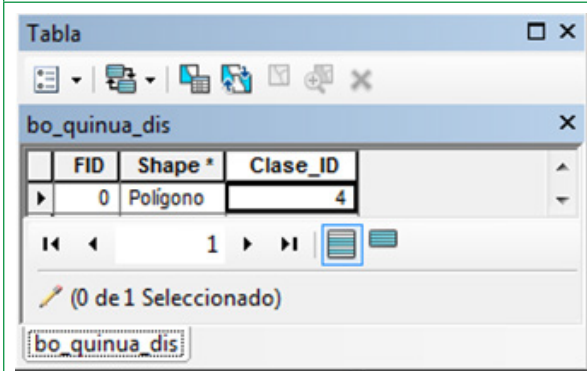 Tabla
bo_quinua_dis
FID Shape * Clase_ID
0 Polígono 4
1
(0 de 1 Seleccionado)
bo_quinua_dis